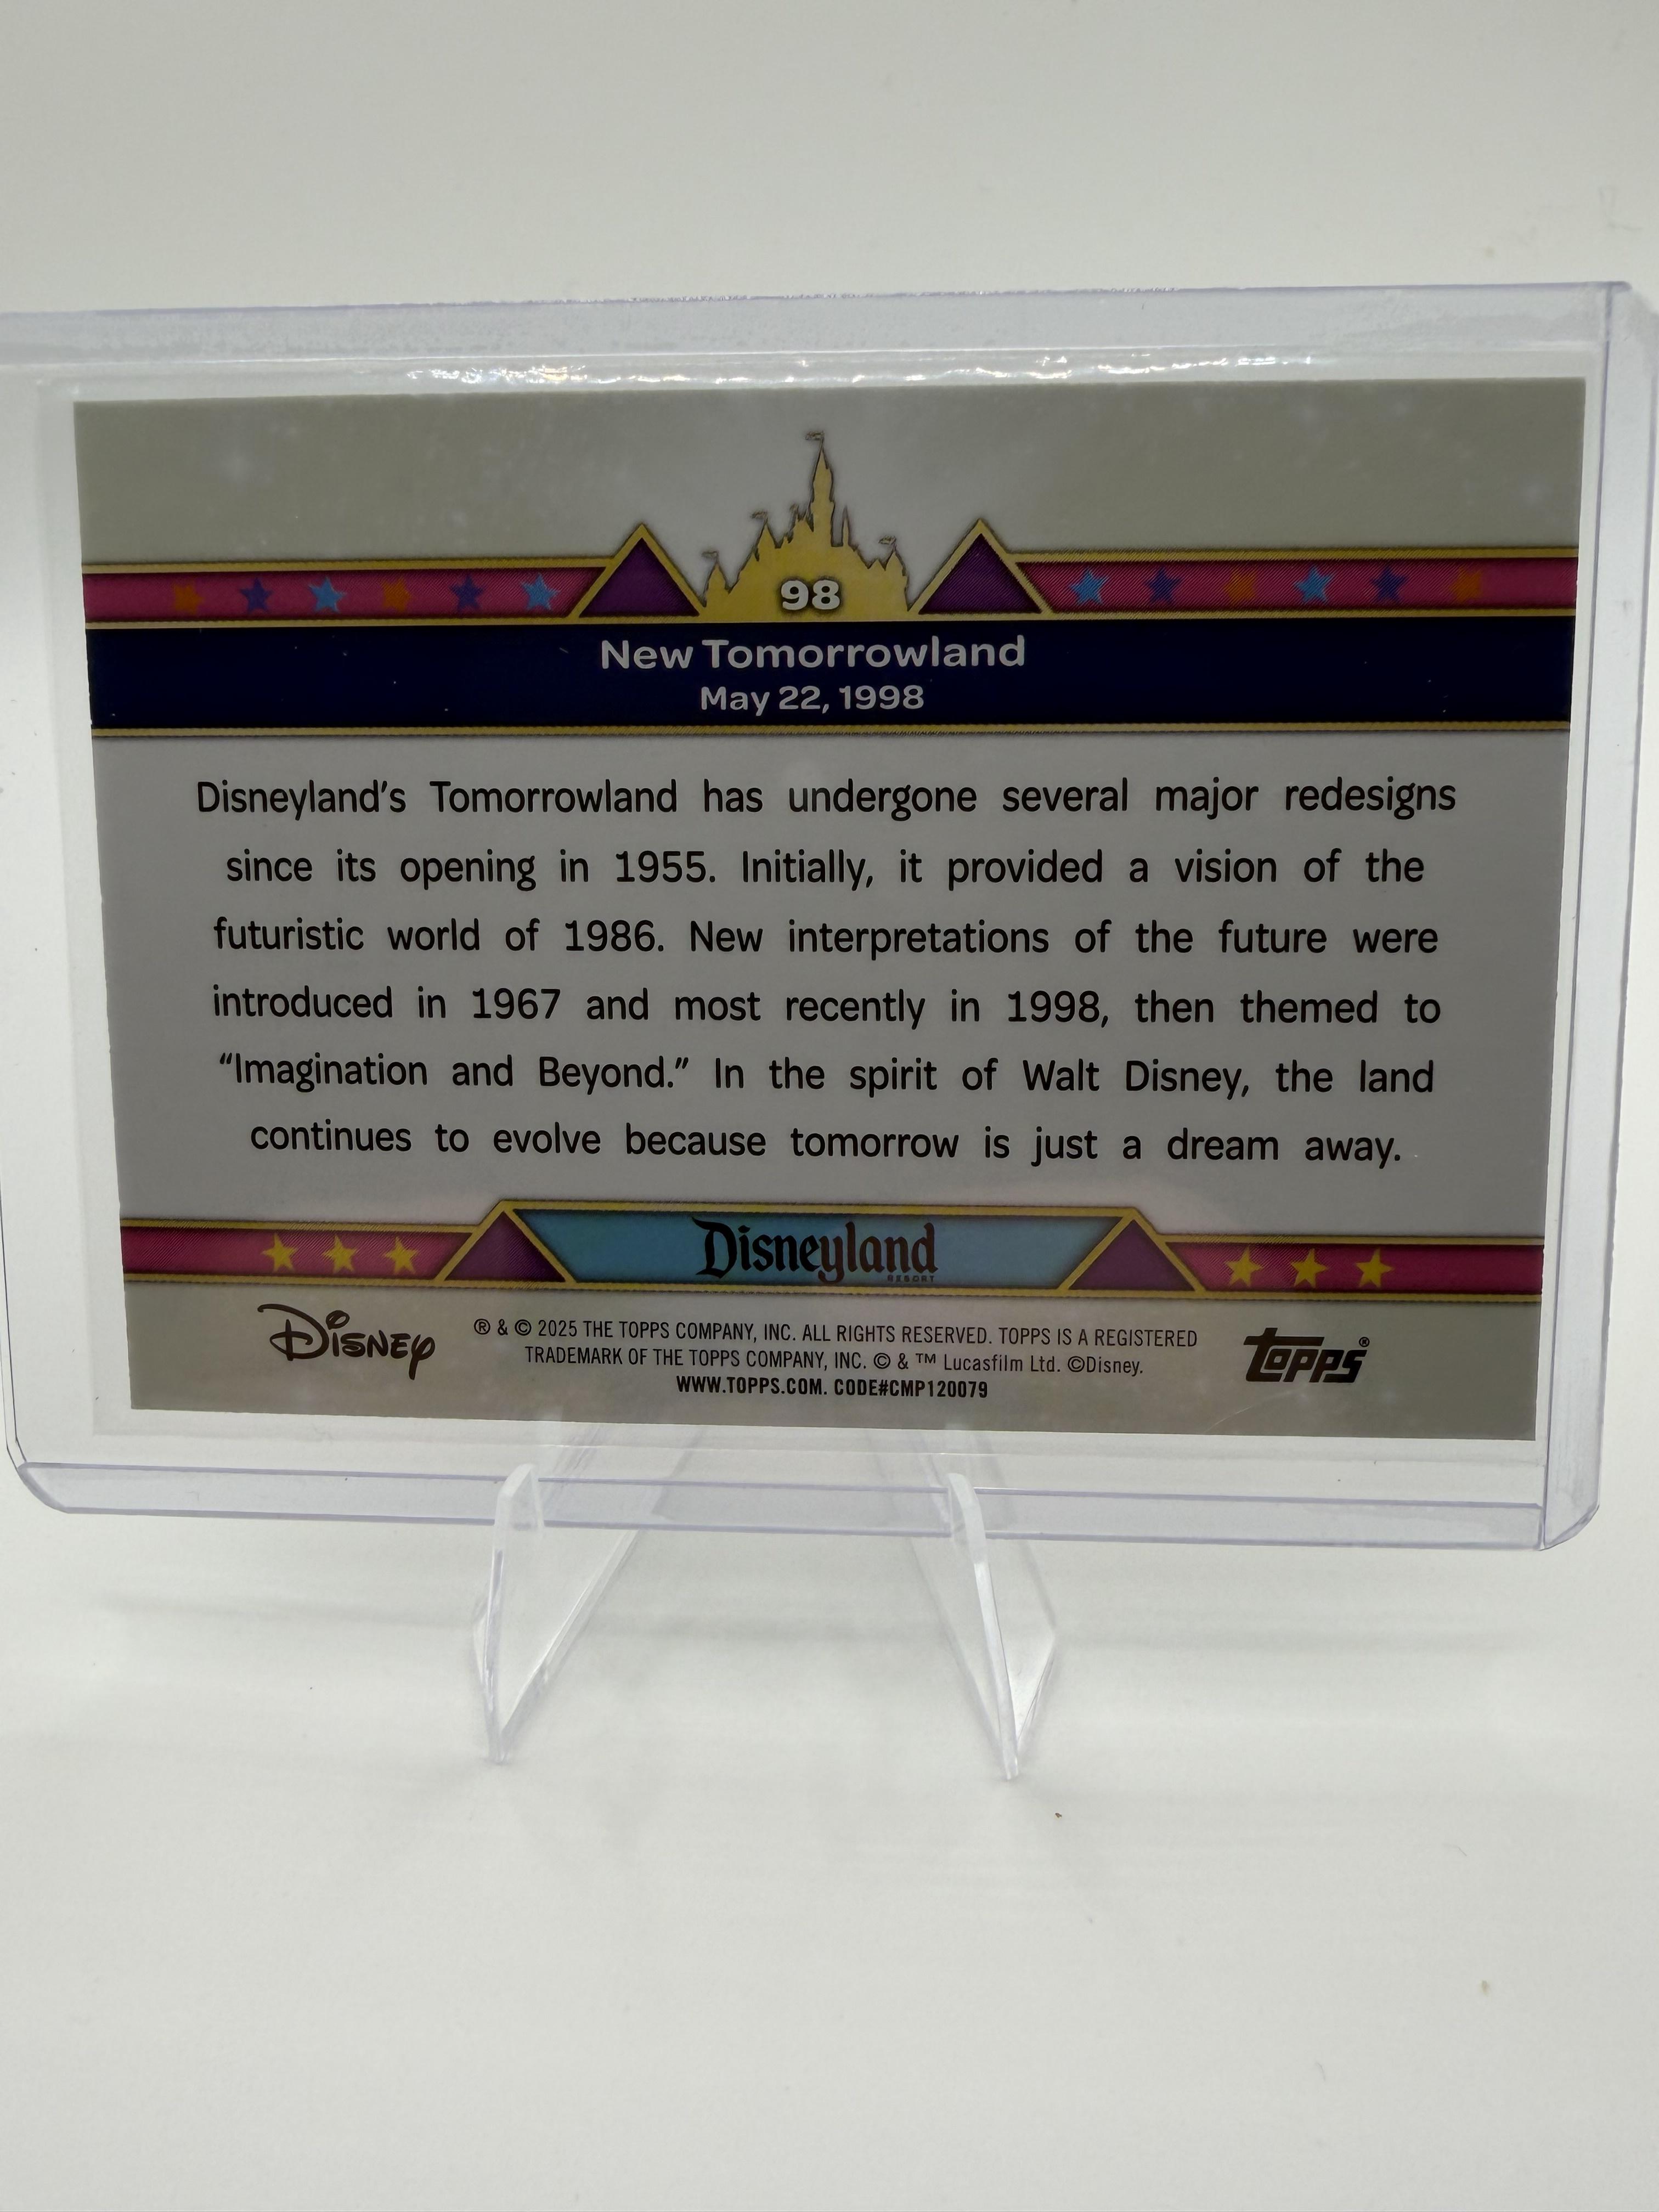 98
New Tomorrowland
May 22, 1998
Disneyland's Tomorrowland has undergone several major redesigns
since its opening in 1955. Initially, it provided a vision of the
futuristic world of 1986. New interpretations of the future were
introduced in 1967 and most recently in 1998, then themed to
“Imagination and Beyond.” In the spirit of Walt Disney, the land
continues to evolve because tomorrow is just a dream away.
Disneyland
RESORT
Disney
® & © 2025 THE TOPPS COMPANY, INC. ALL RIGHTS RESERVED. TOPPS IS A REGISTERED
TRADEMARK OF THE TOPPS COMPANY, INC. © & ™ Lucasfilm Ltd. ©Disney.
WWW.TOPPS.COM. CODE#CMP120079
topps®